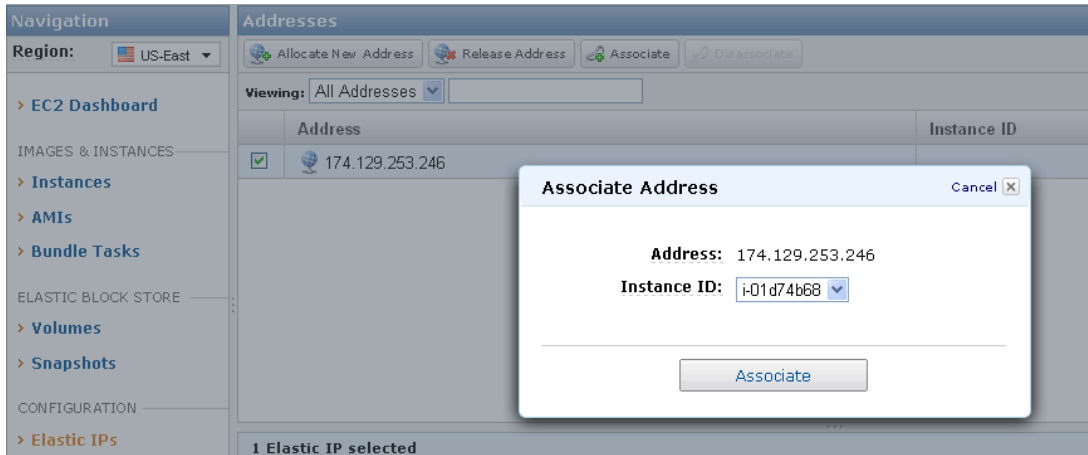 Navigation
Region: US-East
EC2 Dashboard
IMAGES & INSTANCES
Instances
AMIs
Bundle Tasks
ELASTIC BLOCK STORE
Volumes
Snapshots
CONFIGURATION
Elastic IPs
Addresses
Allocate New Address Release Address Associate Disassociate
Viewing: All Addresses
Address Instance ID
174.129.253.246
Associate Address Cancel
Address: 174.129.253.246
Instance ID: i-01d74b68
Associate
1 Elastic IP selected